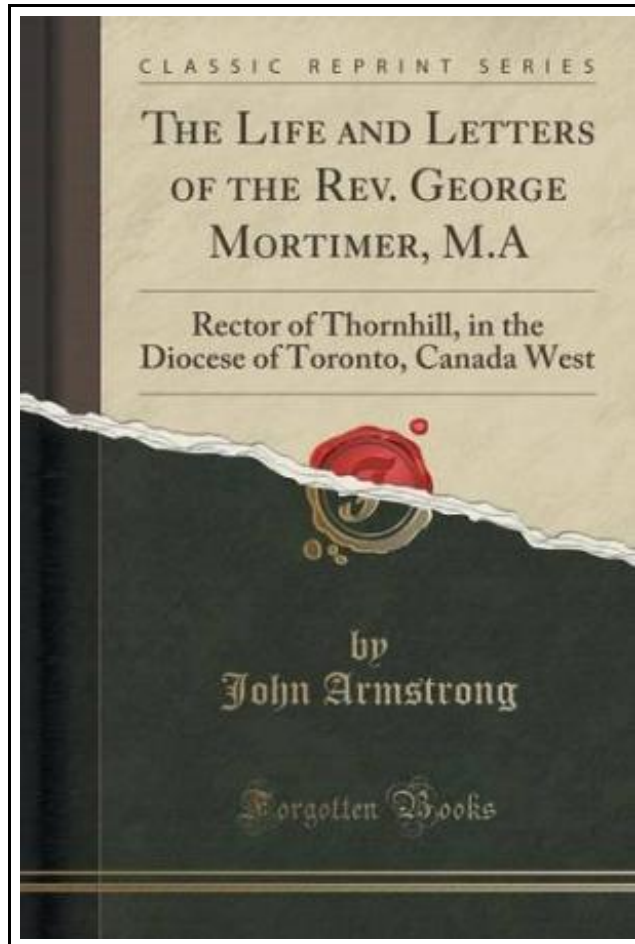 CLASSIC REPRINT SERIES
THE LIFE AND LETTERS
OF THE REV. GEORGE
MORTIMER, M.A
Rector of Thornhill, in the
Diocese of Toronto, Canada West
by
John Armstrong
Forgotten Books